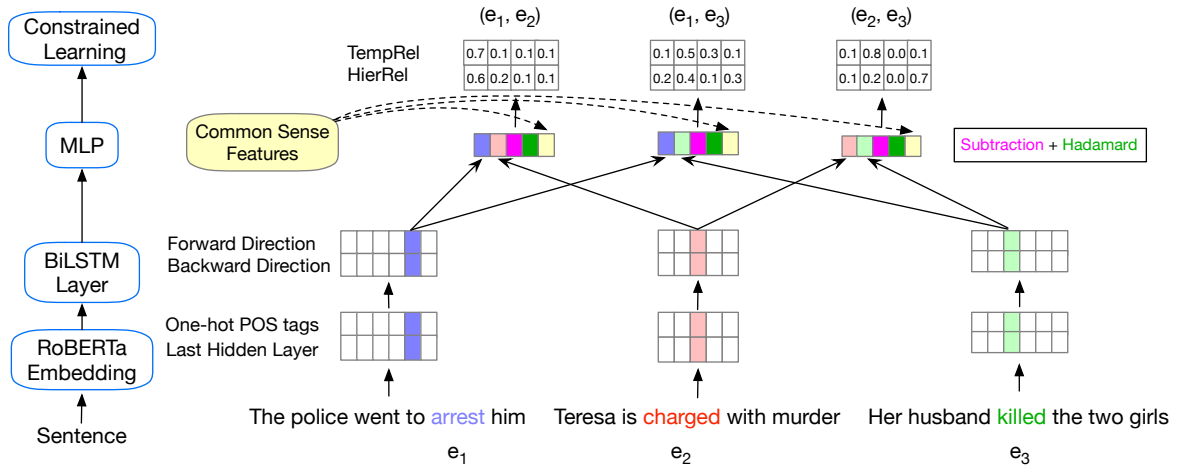 Constrained
Learning
MLP
BiLSTM
Layer
RoBERTa
Embedding
Sentence
(e1, e2)
(e1, e3)
(e2, e3)
TempRel
HierRel
0.7 0.1 0.1 0.1
0.6 0.2 0.1 0.1
0.1 0.5 0.3 0.1
0.2 0.4 0.1 0.3
0.1 0.8 0.0 0.1
0.1 0.2 0.0 0.7
Common Sense
Features
Subtraction + Hadamard
Forward Direction
Backward Direction
One-hot POS tags
Last Hidden Layer
The police went to arrest him
Teresa is charged with murder
Her husband killed the two girls
e1
e2
e3